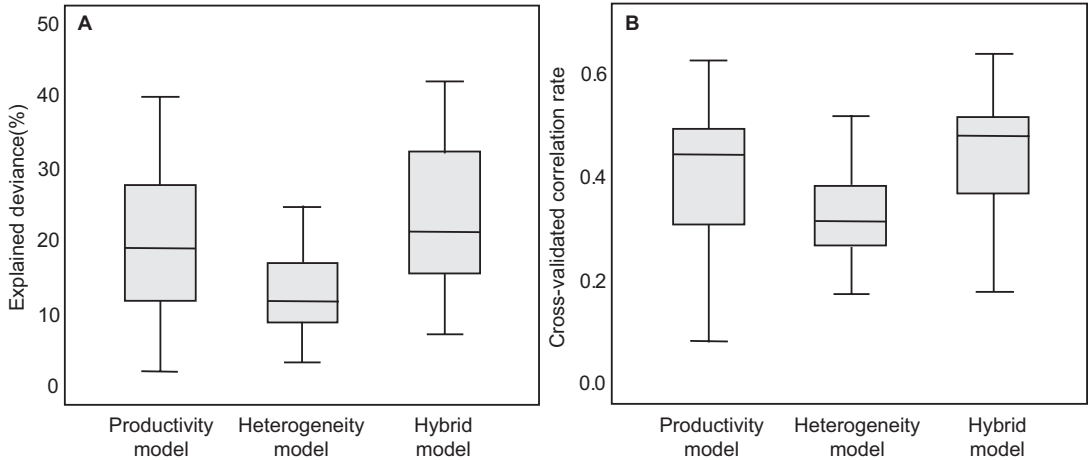 A
Explained deviance(%)
50
40
30
20
10
0
Productivity
model
Heterogeneity
model
Hybrid
model
B
Cross-validated correlation rate
0.6
0.4
0.2
0.0
Productivity
model
Heterogeneity
model
Hybrid
model